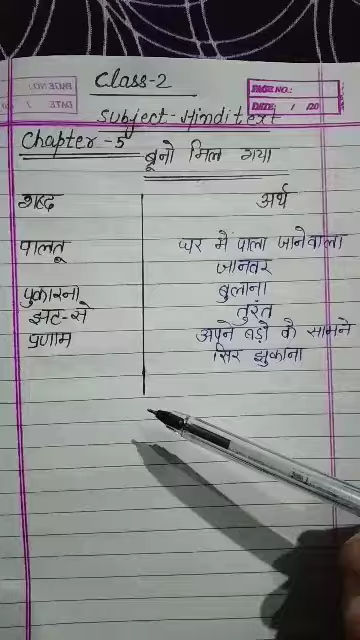 Class-2
PAGE NO.:
DATE: / /20
Subject-Hindi text
Chapter-5
ब्रूनो मिल गया
शब्द अर्थ
पालतू घर में पाला जानेवाला
जानवर
पुकारना बुलाना
झट-से तुरंत
प्रणाम अपने बड़ो के सामने
सिर झुकाना